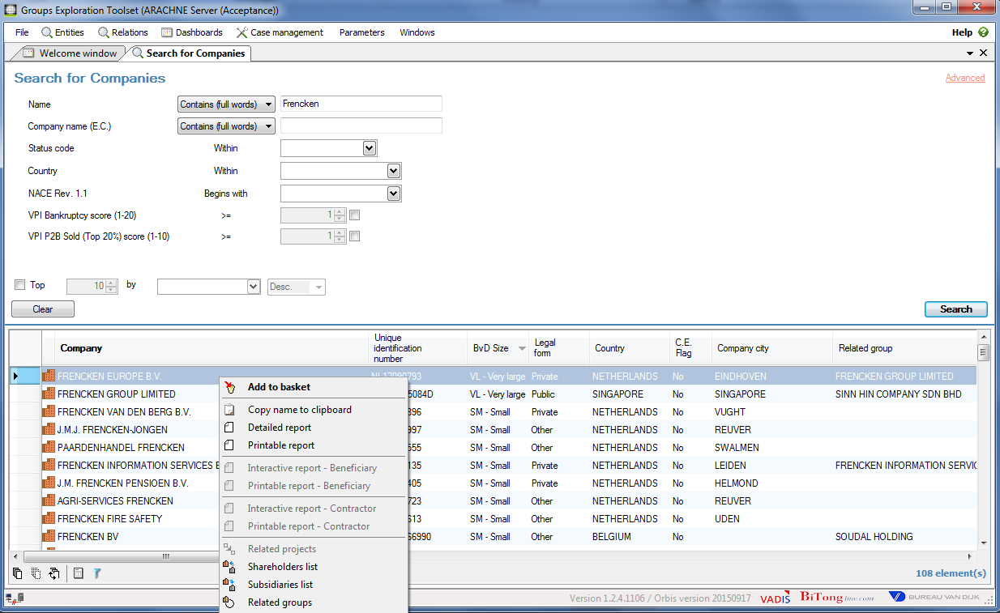 Groups Exploration Toolset (ARACHNE Server (Acceptance))
File Entities Relations Dashboards Case management Parameters Windows Help
Welcome window Search for Companies
Search for Companies
Advanced
Name Contains (full words) Frencken
Company name (E.C.) Contains (full words)
Status code Within
Country Within
NACE Rev. 1.1 Begins with
VPI Bankruptcy score (1-20) >= 1
VPI P2B Sold (Top 20%) score (1-10) >= 1
Top 10 by Desc.
Clear Search
Company Unique identification number BvD Size Legal form Country C.E. Flag Company city Related group
FRENCKEN EUROPE B.V. NL17090793 VL - Very large Private NETHERLANDS No EINDHOVEN FRENCKEN GROUP LIMITED
FRENCKEN GROUP LIMITED 5084D VL - Very large Public SINGAPORE No SINGAPORE SINN HIN COMPANY SDN BHD
FRENCKEN VAN DEN BERG B.V. 396 SM - Small Private NETHERLANDS No VUGHT
J.M.J. FRENCKEN-JONGEN 997 SM - Small Other NETHERLANDS No REUVER
PAARDENHANDEL FRENCKEN 555 SM - Small Other NETHERLANDS No SWALMEN
FRENCKEN INFORMATION SERVICES 135 SM - Small Private NETHERLANDS No LEIDEN FRENCKEN INFORMATION SERVIC
J.M. FRENCKEN PENSIOEN B.V. 405 SM - Small Private NETHERLANDS No HELMOND
AGRI-SERVICES FRENCKEN 723 SM - Small Other NETHERLANDS No REUVER
FRENCKEN FIRE SAFETY 613 SM - Small Other NETHERLANDS No UDEN
FRENCKEN BV 66990 SM - Small Other BELGIUM No SOUDAL HOLDING
Add to basket
Copy name to clipboard
Detailed report
Printable report
Interactive report - Beneficiary
Printable report - Beneficiary
Interactive report - Contractor
Printable report - Contractor
Related projects
Shareholders list
Subsidiaries list
Related groups
108 element(s)
Version 1.2.4.1106 / Orbis version 20150917 VADIS BiTongline.com BUREAU VAN DIJK